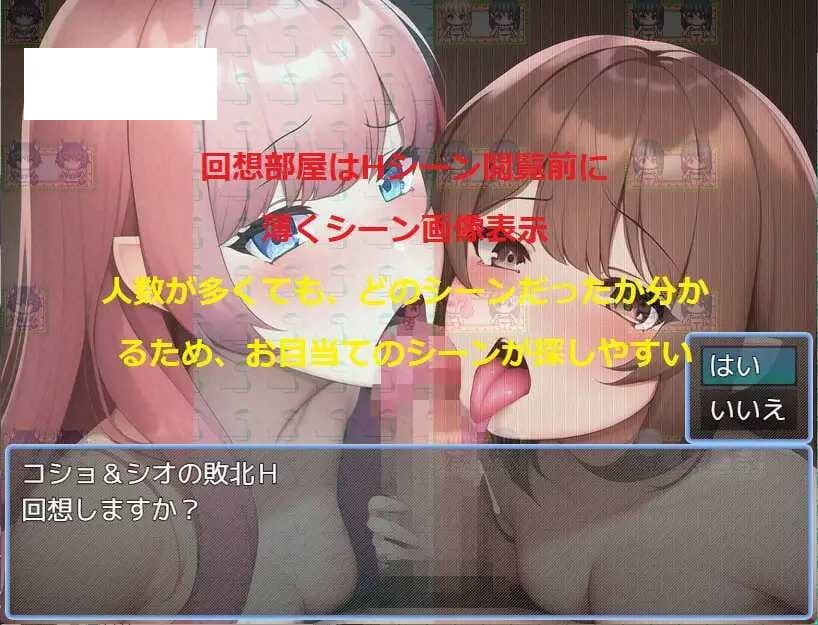 回想部屋はHシーン閲覧前に
薄くシーン画像表示
人数が多くても、どのシーンだったか分か
るため、お目当てのシーンが探しやすい
はい
いいえ
コショ＆シオの敗北H
回想しますか？